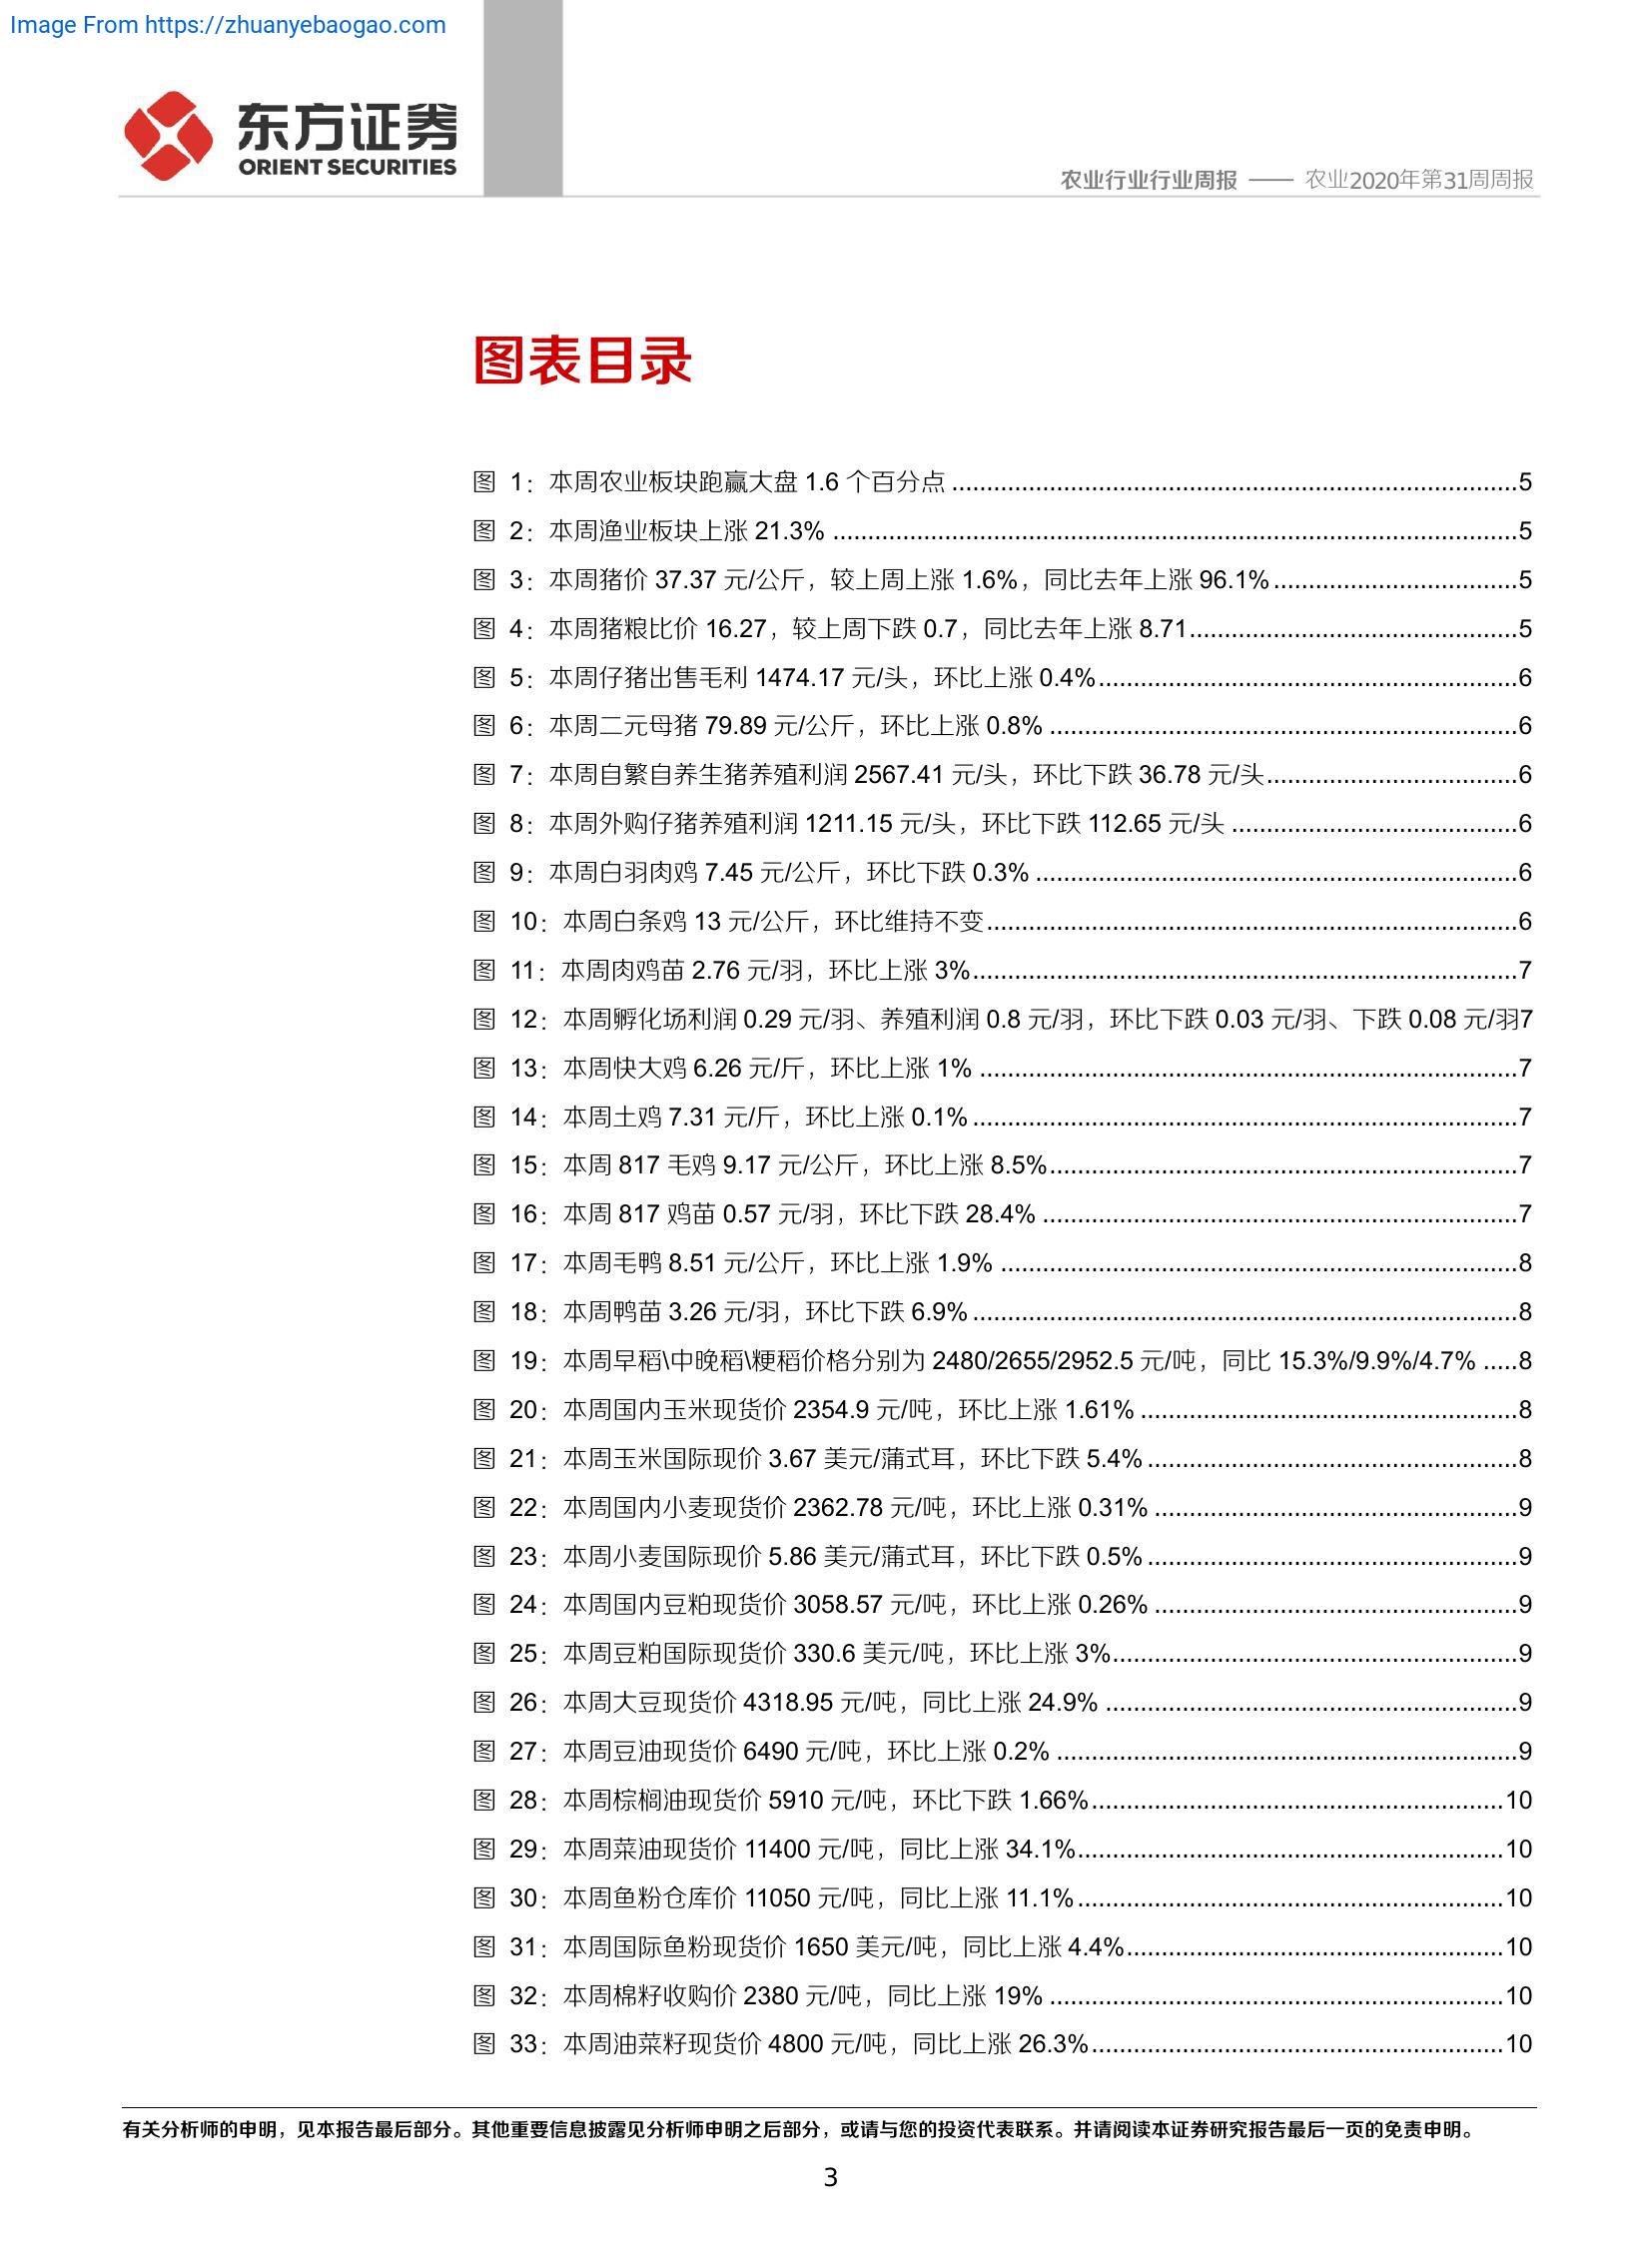 Image From https://zhuanyebaogao.com
东方证券
ORIENT SECURITIES
农业行业行业周报 —— 农业2020年第31周周报
图表目录
图 1：本周农业板块跑赢大盘 1.6 个百分点 ................................................................................5
图 2：本周渔业板块上涨 21.3% ................................................................................5
图 3：本周猪价 37.37 元/公斤，较上周上涨 1.6%，同比去年上涨 96.1%...................................5
图 4：本周猪粮比价 16.27，较上周下跌 0.7，同比去年上涨 8.71...............................................5
图 5：本周仔猪出售毛利 1474.17 元/头，环比上涨 0.4%............................................................6
图 6：本周二元母猪 79.89 元/公斤，环比上涨 0.8% ...................................................................6
图 7：本周自繁自养生猪养殖利润 2567.41 元/头，环比下跌 36.78 元/头....................................6
图 8：本周外购仔猪养殖利润 1211.15 元/头，环比下跌 112.65 元/头 .........................................6
图 9：本周白羽肉鸡 7.45 元/公斤，环比下跌 0.3% .....................................................................6
图 10：本周白条鸡 13 元/公斤，环比维持不变............................................................................6
图 11：本周肉鸡苗 2.76 元/羽，环比上涨 3%..............................................................................7
图 12：本周孵化场利润 0.29 元/羽、养殖利润 0.8 元/羽，环比下跌 0.03 元/羽、下跌 0.08 元/羽7
图 13：本周快大鸡 6.26 元/斤，环比上涨 1% .............................................................................7
图 14：本周土鸡 7.31 元/斤，环比上涨 0.1%..............................................................................7
图 15：本周 817 毛鸡 9.17 元/公斤，环比上涨 8.5%...................................................................7
图 16：本周 817 鸡苗 0.57 元/羽，环比下跌 28.4% ....................................................................7
图 17：本周毛鸭 8.51 元/公斤，环比上涨 1.9% ..........................................................................8
图 18：本周鸭苗 3.26 元/羽，环比下跌 6.9%..............................................................................8
图 19：本周早稻\中晚稻\粳稻价格分别为 2480/2655/2952.5 元/吨，同比 15.3%/9.9%/4.7% .....8
图 20：本周国内玉米现货价 2354.9 元/吨，环比上涨 1.61% ......................................................8
图 21：本周玉米国际现价 3.67 美元/蒲式耳，环比下跌 5.4%.....................................................8
图 22：本周国内小麦现货价 2362.78 元/吨，环比上涨 0.31% ....................................................9
图 23：本周小麦国际现价 5.86 美元/蒲式耳，环比下跌 0.5%.....................................................9
图 24：本周国内豆粕现货价 3058.57 元/吨，环比上涨 0.26% ....................................................9
图 25：本周豆粕国际现货价 330.6 美元/吨，环比上涨 3%..........................................................9
图 26：本周大豆现货价 4318.95 元/吨，同比上涨 24.9% ...........................................................9
图 27：本周豆油现货价 6490 元/吨，环比上涨 0.2% ..................................................................9
图 28：本周棕榈油现货价 5910 元/吨，环比下跌 1.66%...........................................................10
图 29：本周菜油现货价 11400 元/吨，同比上涨 34.1%.............................................................10
图 30：本周鱼粉仓库价 11050 元/吨，同比上涨 11.1%.............................................................10
图 31：本周国际鱼粉现货价 1650 美元/吨，同比上涨 4.4%......................................................10
图 32：本周棉籽收购价 2380 元/吨，同比上涨 19% .................................................................10
图 33：本周油菜籽现货价 4800 元/吨，同比上涨 26.3%...........................................................10
有关分析师的申明，见本报告最后部分。其他重要信息披露见分析师申明之后部分，或请与您的投资代表联系。并请阅读本证券研究报告最后一页的免责申明。
3